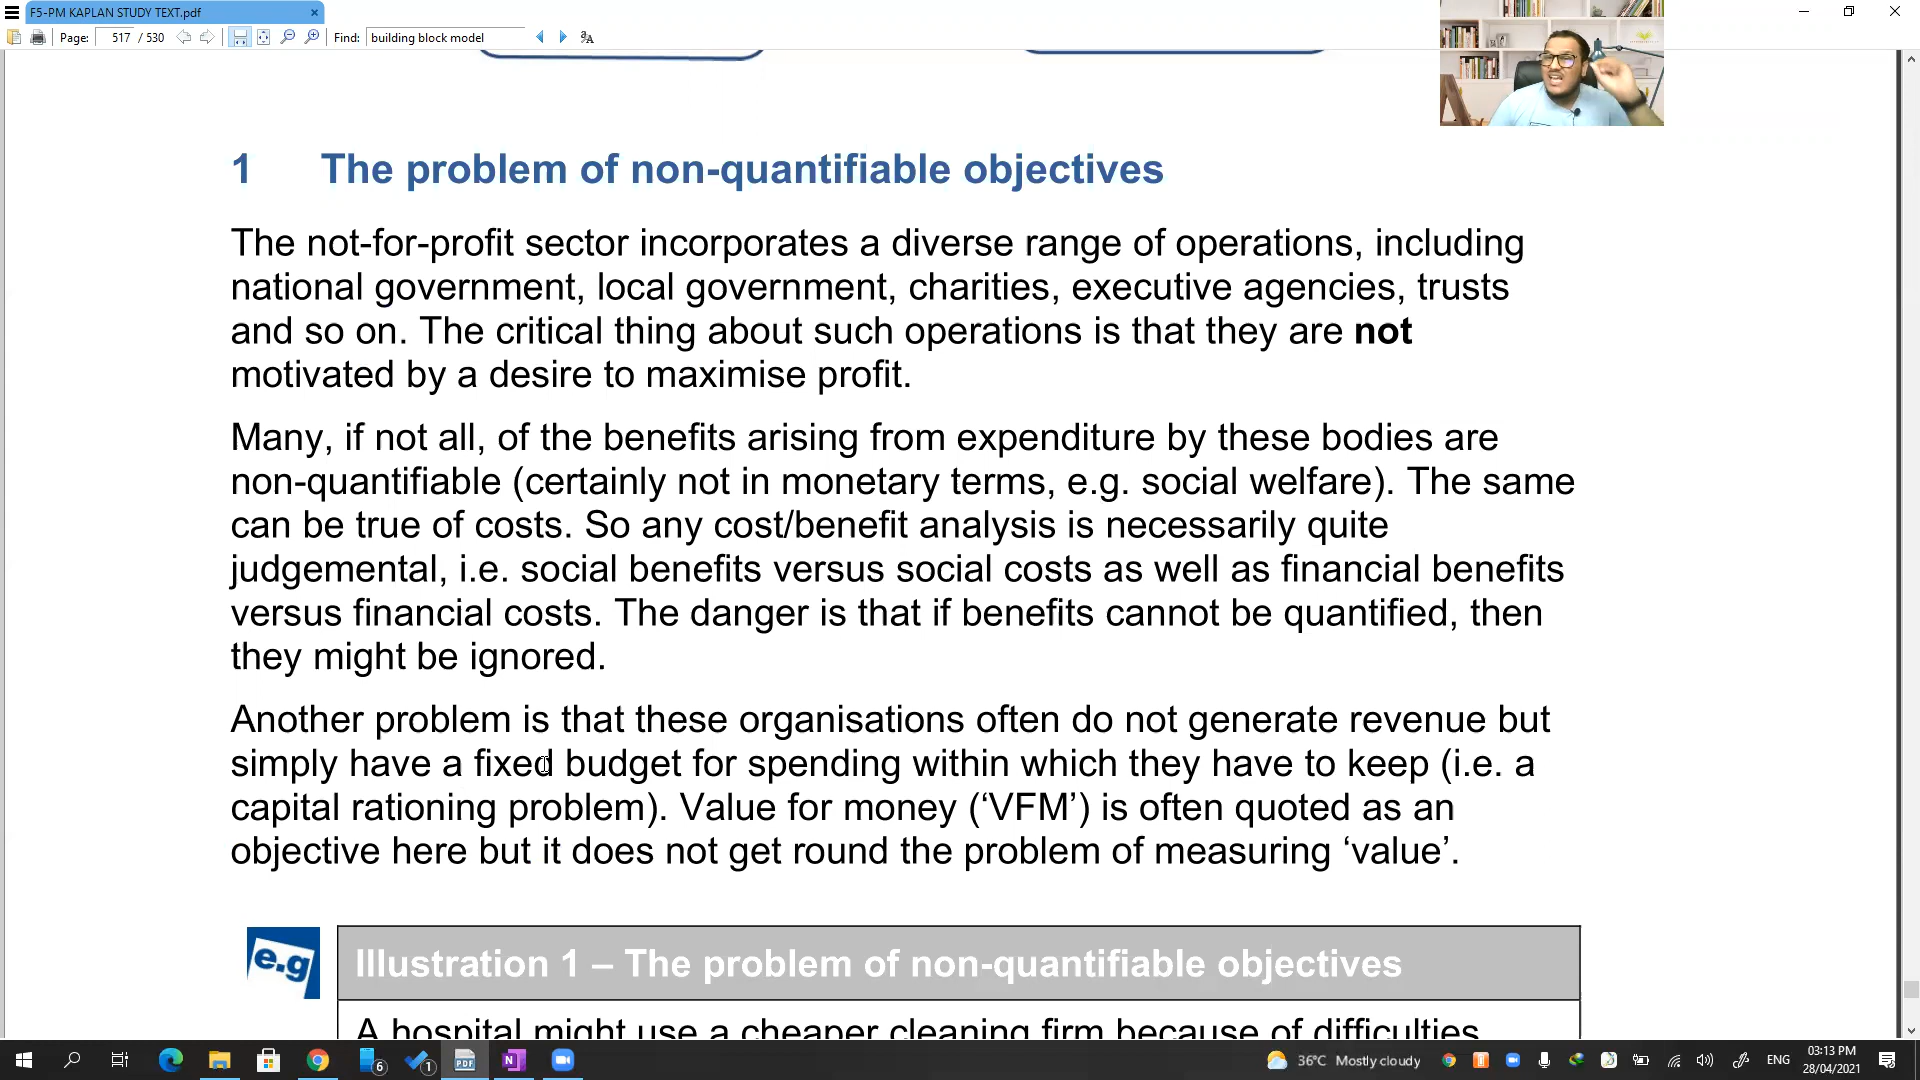 F5-PM KAPLAN STUDY TEXT.pdf
Page: 517 / 530 Find: building block model
1 The problem of non-quantifiable objectives
The not-for-profit sector incorporates a diverse range of operations, including
national government, local government, charities, executive agencies, trusts
and so on. The critical thing about such operations is that they are not
motivated by a desire to maximise profit.
Many, if not all, of the benefits arising from expenditure by these bodies are
non-quantifiable (certainly not in monetary terms, e.g. social welfare). The same
can be true of costs. So any cost/benefit analysis is necessarily quite
judgemental, i.e. social benefits versus social costs as well as financial benefits
versus financial costs. The danger is that if benefits cannot be quantified, then
they might be ignored.
Another problem is that these organisations often do not generate revenue but
simply have a fixed budget for spending within which they have to keep (i.e. a
capital rationing problem). Value for money (‘VFM’) is often quoted as an
objective here but it does not get round the problem of measuring ‘value’.
e.g
Illustration 1 – The problem of non-quantifiable objectives
A hospital might use a cheaper cleaning firm because of difficulties
6 1 PDF N 36°C Mostly cloudy ENG 03:13 PM
28/04/2021